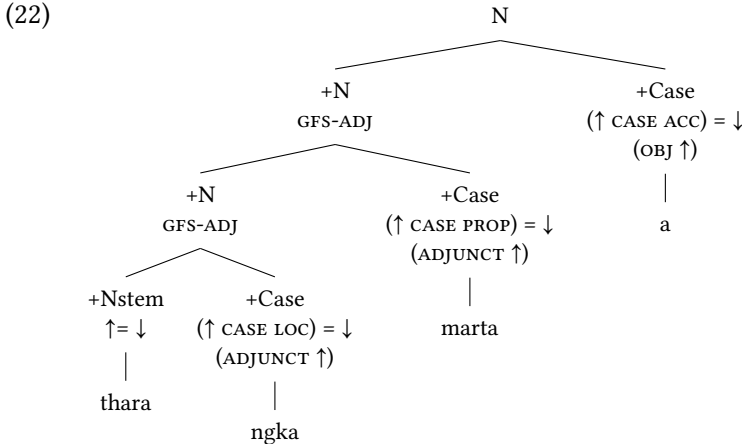 (22) N
+N +Case
GFS-ADJ (↑ CASE ACC) = ↓
(OBJ ↑)
+N +Case a
GFS-ADJ (↑ CASE PROP) = ↓
(ADJUNCT ↑)
+Nstem +Case marta
↑= ↓ (↑ CASE LOC) = ↓
(ADJUNCT ↑)
thara
ngka